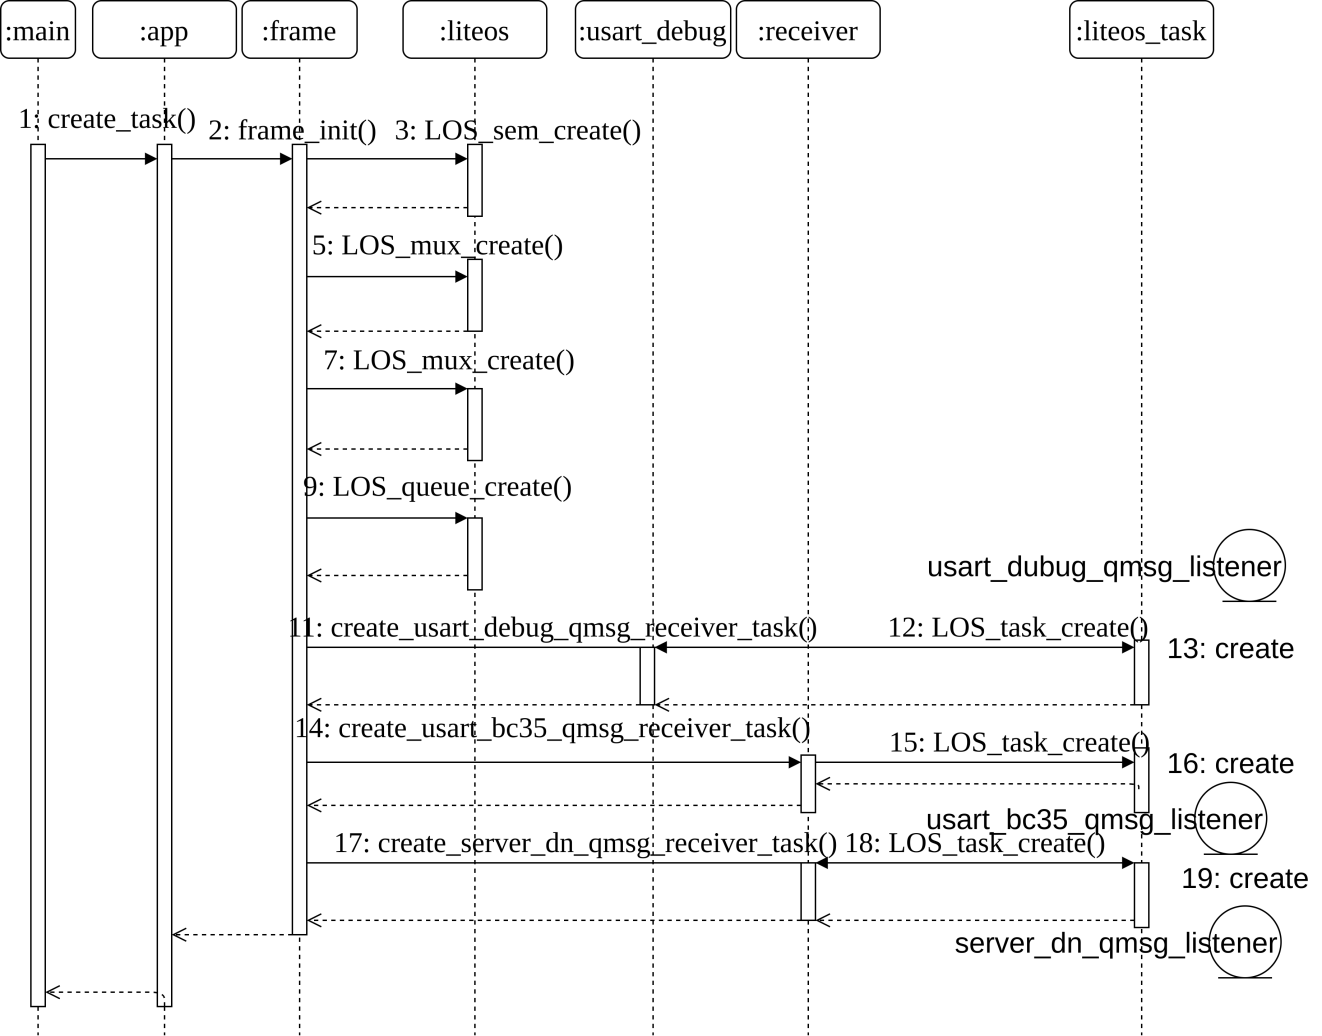 :main
:app
:frame
:liteos
:usart_debug
:receiver
:liteos_task
1: create_task()
2: frame_init()
3: LOS_sem_create()
5: LOS_mux_create()
7: LOS_mux_create()
9: LOS_queue_create()
usart_dubug_qmsg_listener
11: create_usart_debug_qmsg_receiver_task()
12: LOS_task_create()
13: create
14: create_usart_bc35_qmsg_receiver_task()
15: LOS_task_create()
16: create
usart_bc35_qmsg_listener
17: create_server_dn_qmsg_receiver_task()
18: LOS_task_create()
19: create
server_dn_qmsg_listener